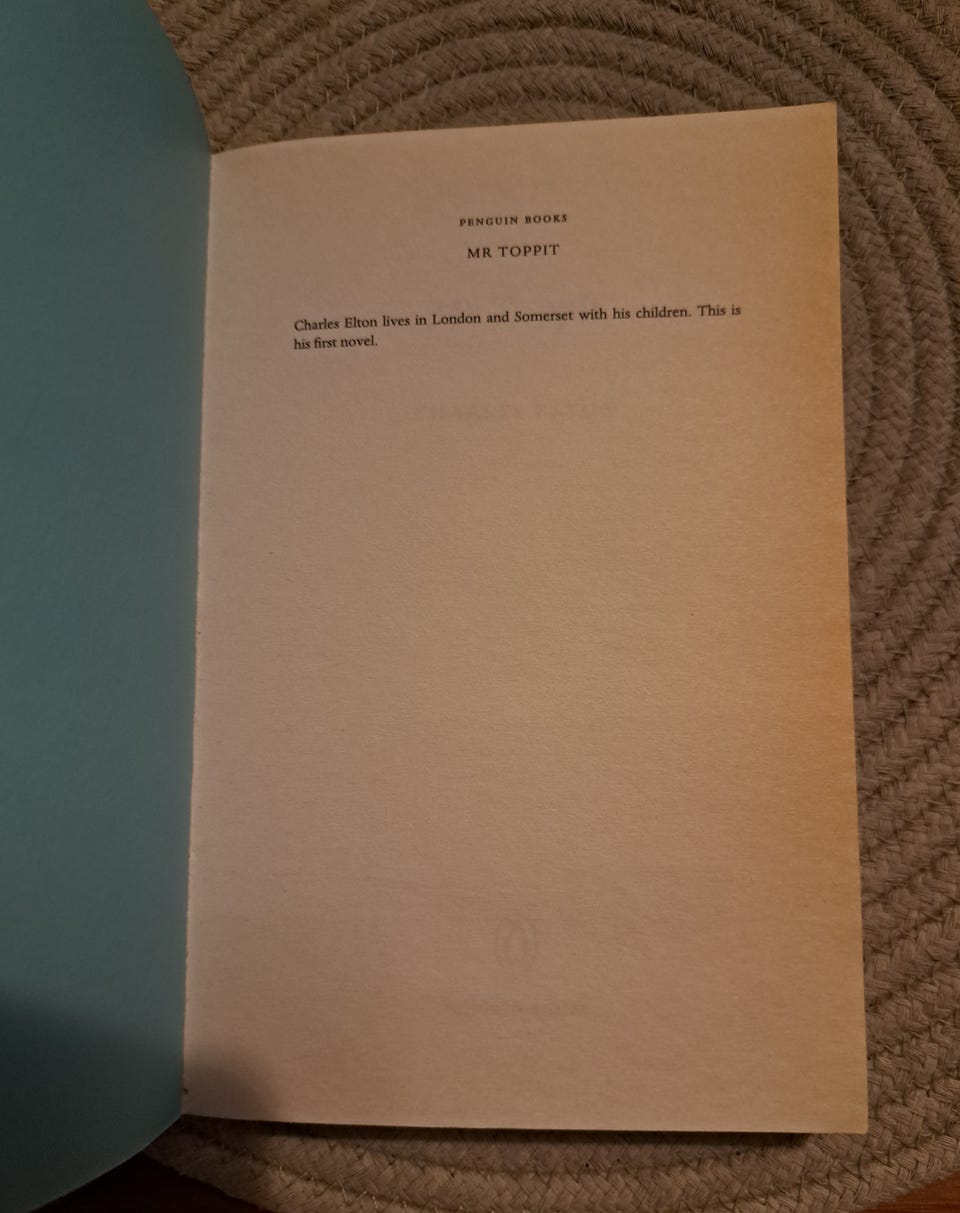 PENGUIN BOOKS
MR TOPPIT
Charles Elton lives in London and Somerset with his children. This is
his first novel.